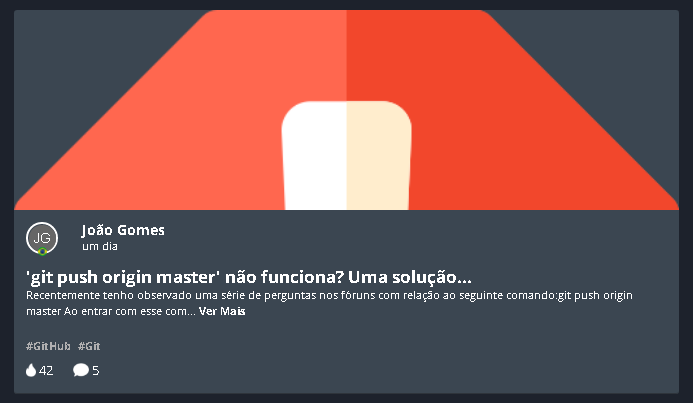 JG
João Gomes
um dia
'git push origin master' não funciona? Uma solução...
Recentemente tenho observado uma série de perguntas nos fóruns com relação ao seguinte comando:git push origin
master Ao entrar com esse com... Ver Mais
#GitHub #Git
42 5